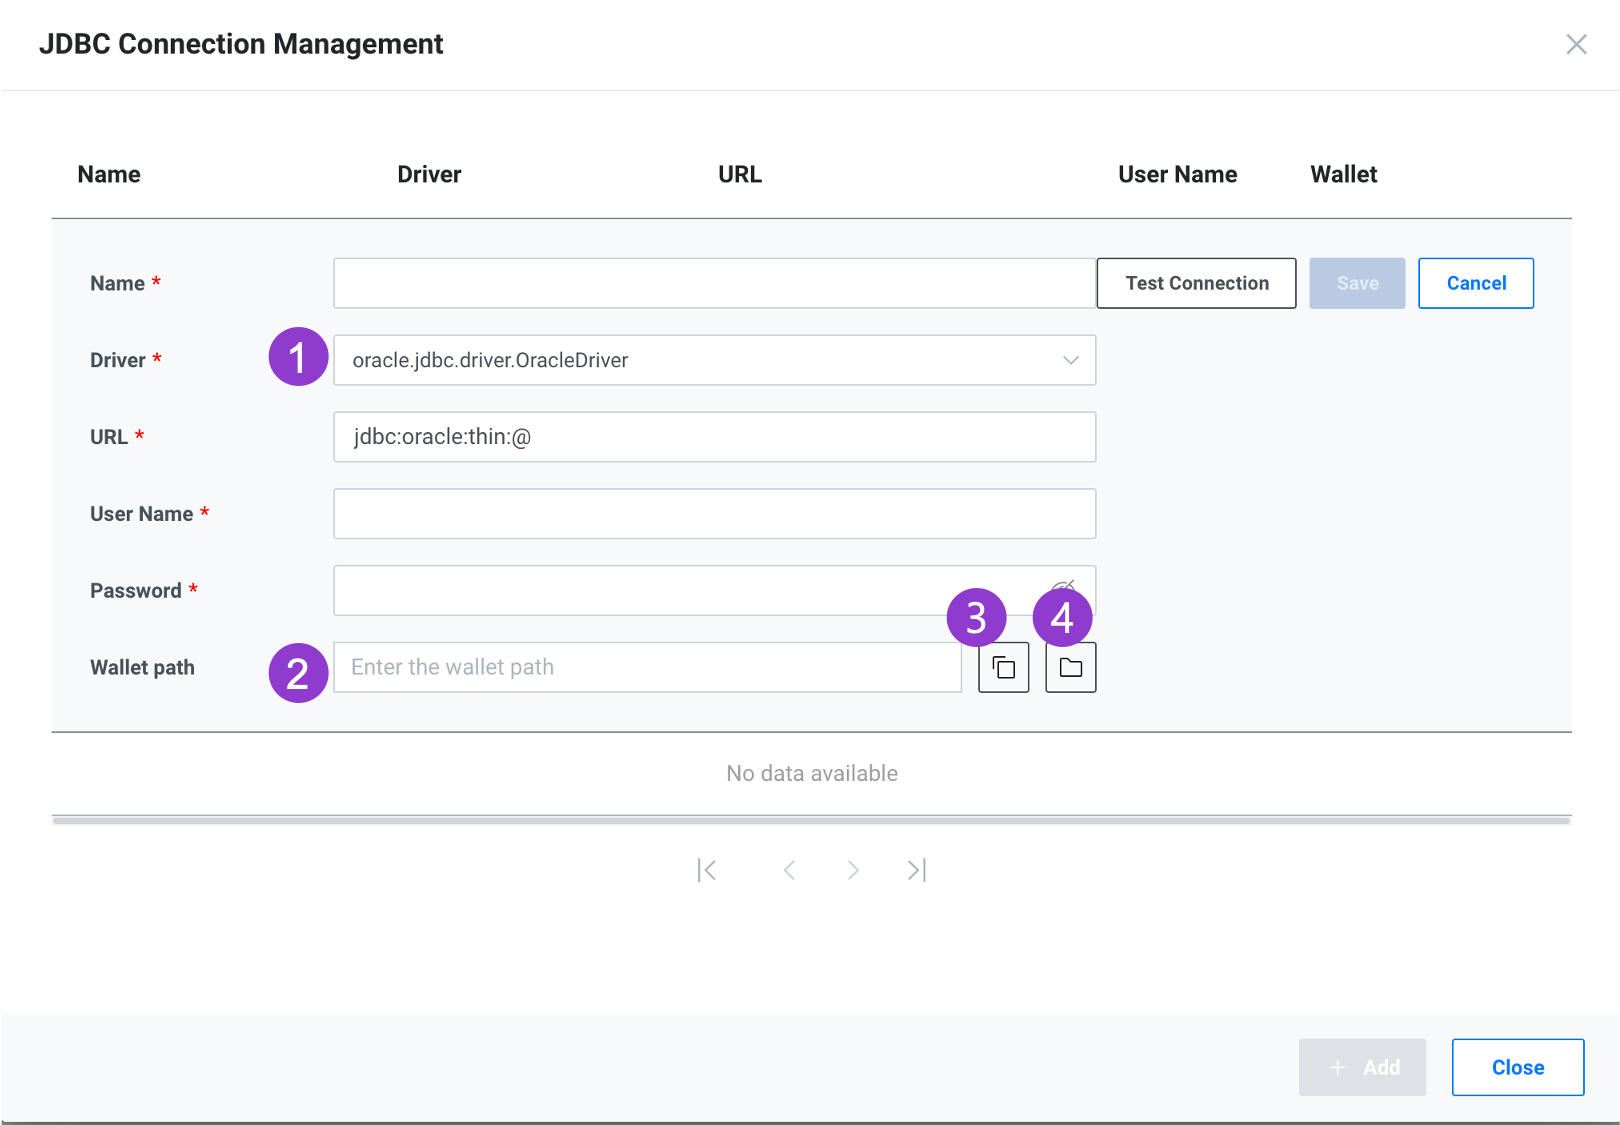 JDBC Connection Management
Name Driver URL User Name Wallet
Name * Test Connection Save Cancel
Driver * 1 oracle.jdbc.driver.OracleDriver
URL * jdbc:oracle:thin:@
User Name *
Password *
3 4
Wallet path 2 Enter the wallet path
No data available
+ Add Close